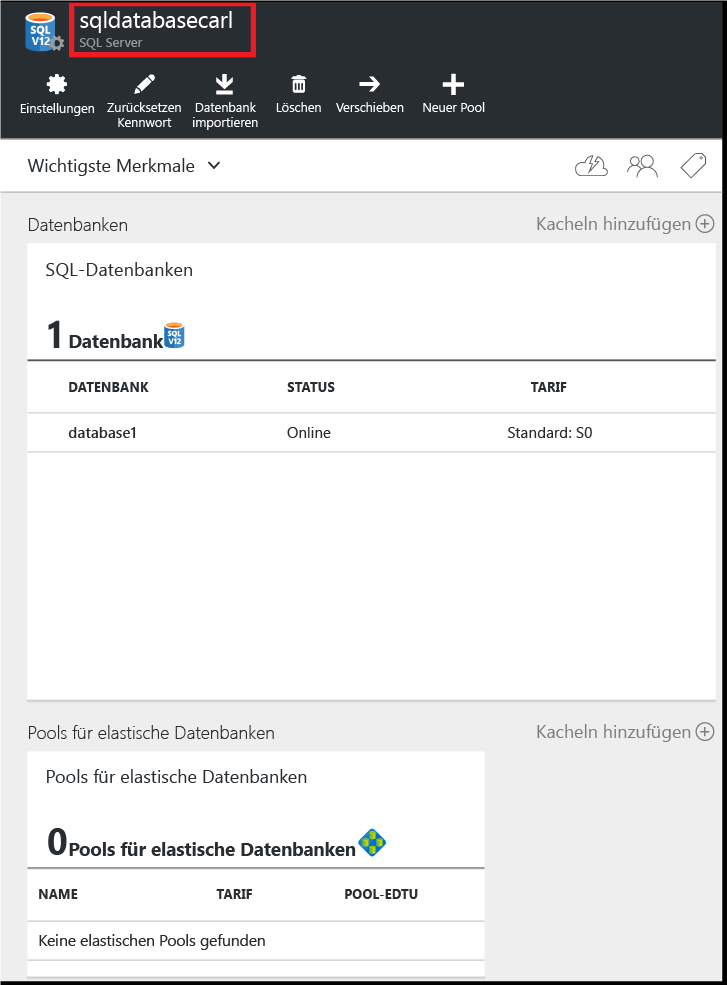 sqldatabasecarl
SQL Server
SQL
V12
Einstellungen
Zurücksetzen
Kennwort
Datenbank
importieren
Löschen
Verschieben
Neuer Pool
Wichtigste Merkmale
Datenbanken
Kacheln hinzufügen
SQL-Datenbanken
1 Datenbank
SQL
V12
DATENBANK STATUS TARIF
database1 Online Standard: S0
Pools für elastische Datenbanken
Kacheln hinzufügen
Pools für elastische Datenbanken
0 Pools für elastische Datenbanken
NAME TARIF POOL-EDTU
Keine elastischen Pools gefunden